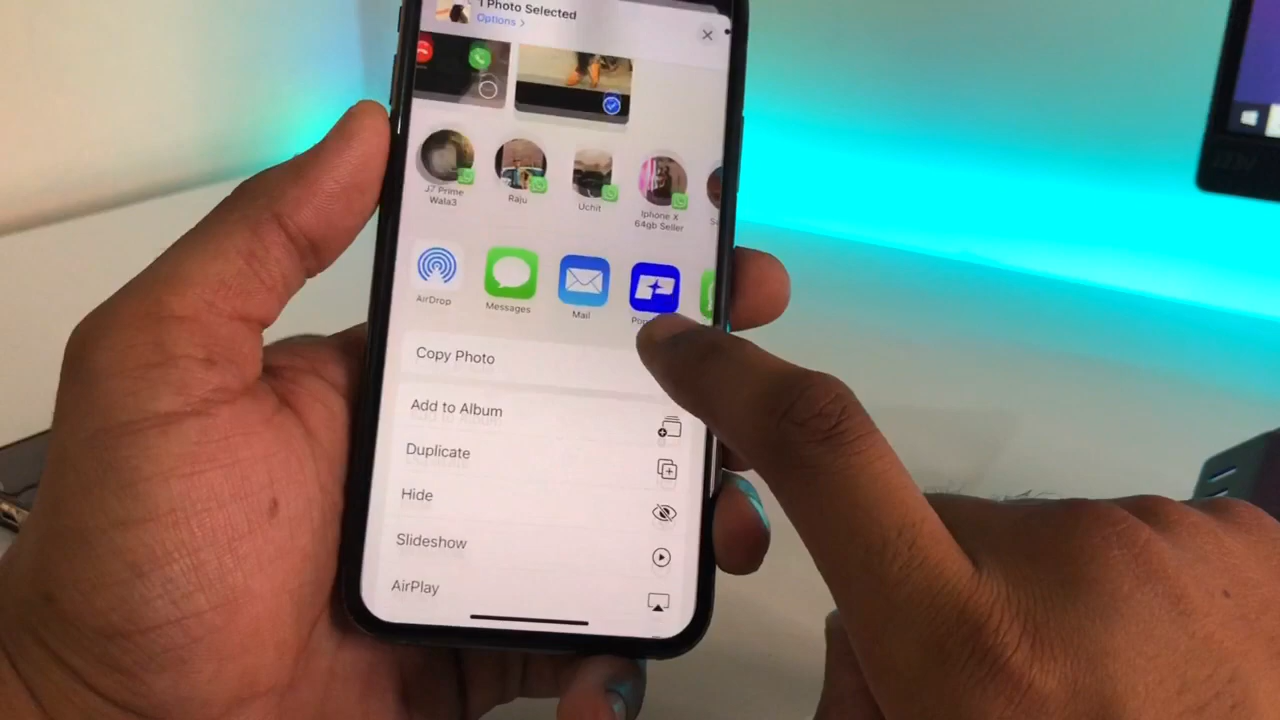 1 Photo Selected
Options >
J7 Prime
Wala3
Raju
Uchit
Iphone X
64gb Seller
AirDrop
Messages
Mail
Copy Photo
Add to Album
Duplicate
Hide
Slideshow
AirPlay